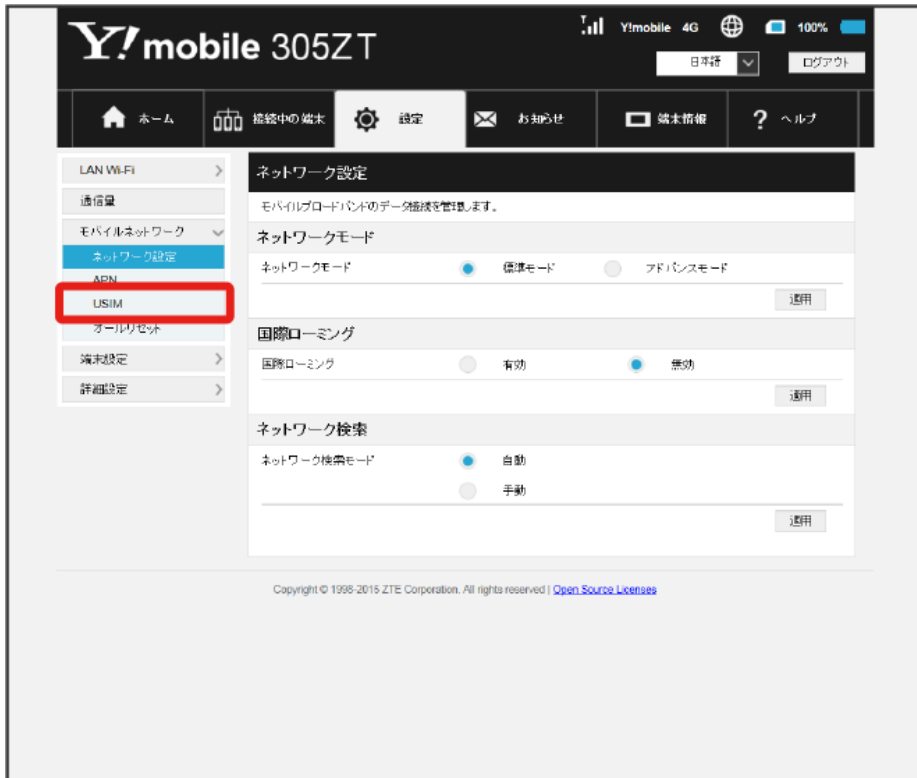 Y!mobile 305ZT
Y!mobile 4G 100%
日本語 ログアウト
ホーム 接続中の端末 設定 お知らせ 端末情報 ? ヘルプ
LAN Wi-Fi
通信量
モバイルネットワーク
ネットワーク設定
APN
USIM
オールリセット
端末設定
詳細設定
ネットワーク設定
モバイルブロードバンドのデータ接続を管理します。
ネットワークモード
ネットワークモード 標準モード アドバンスモード
適用
国際ローミング
国際ローミング 有効 無効
適用
ネットワーク検索
ネットワーク検索モード 自動
手動
適用
Copyright © 1998-2015 ZTE Corporation. All rights reserved | Open Source Licenses